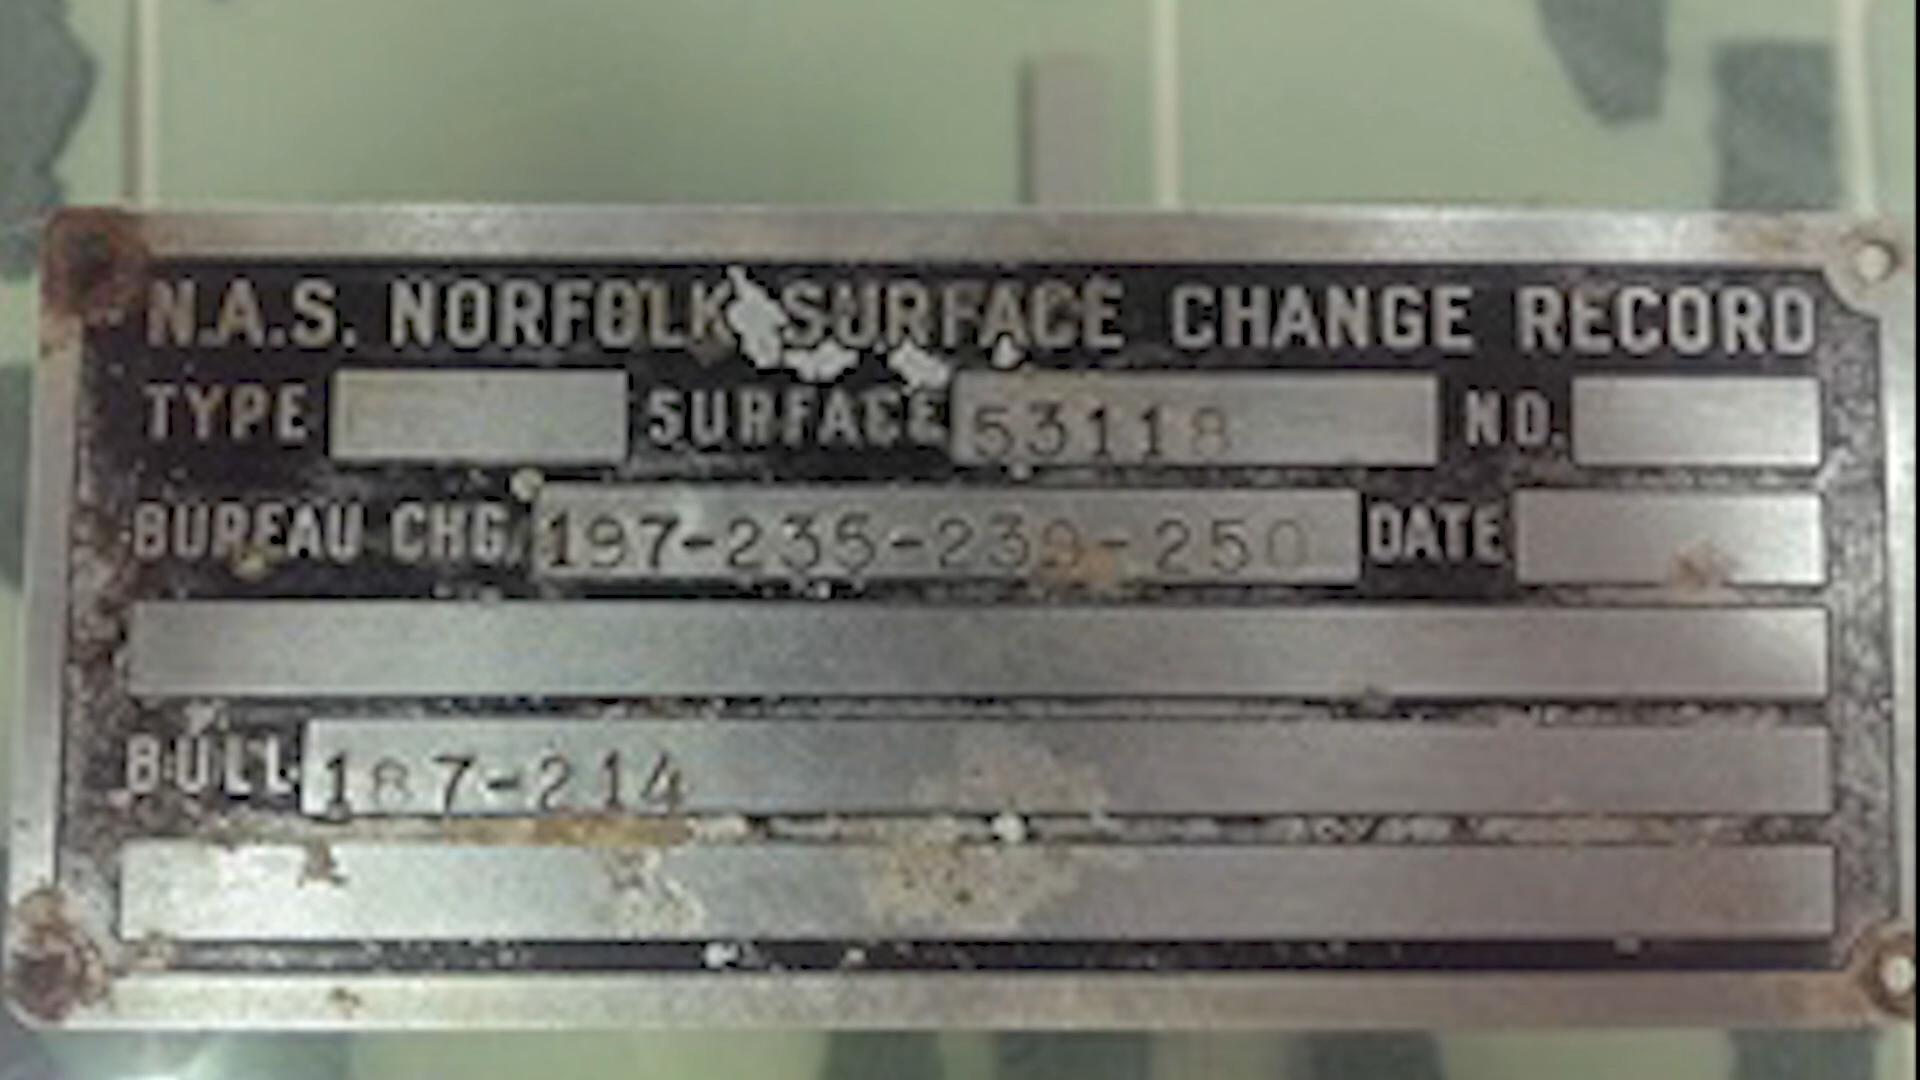 N.A.S. NORFOLK SURFACE CHANGE RECORD
TYPE SURFACE 53118 NO.
BUREAU CHG. 197-235-239-250 DATE
BULL. 187-214